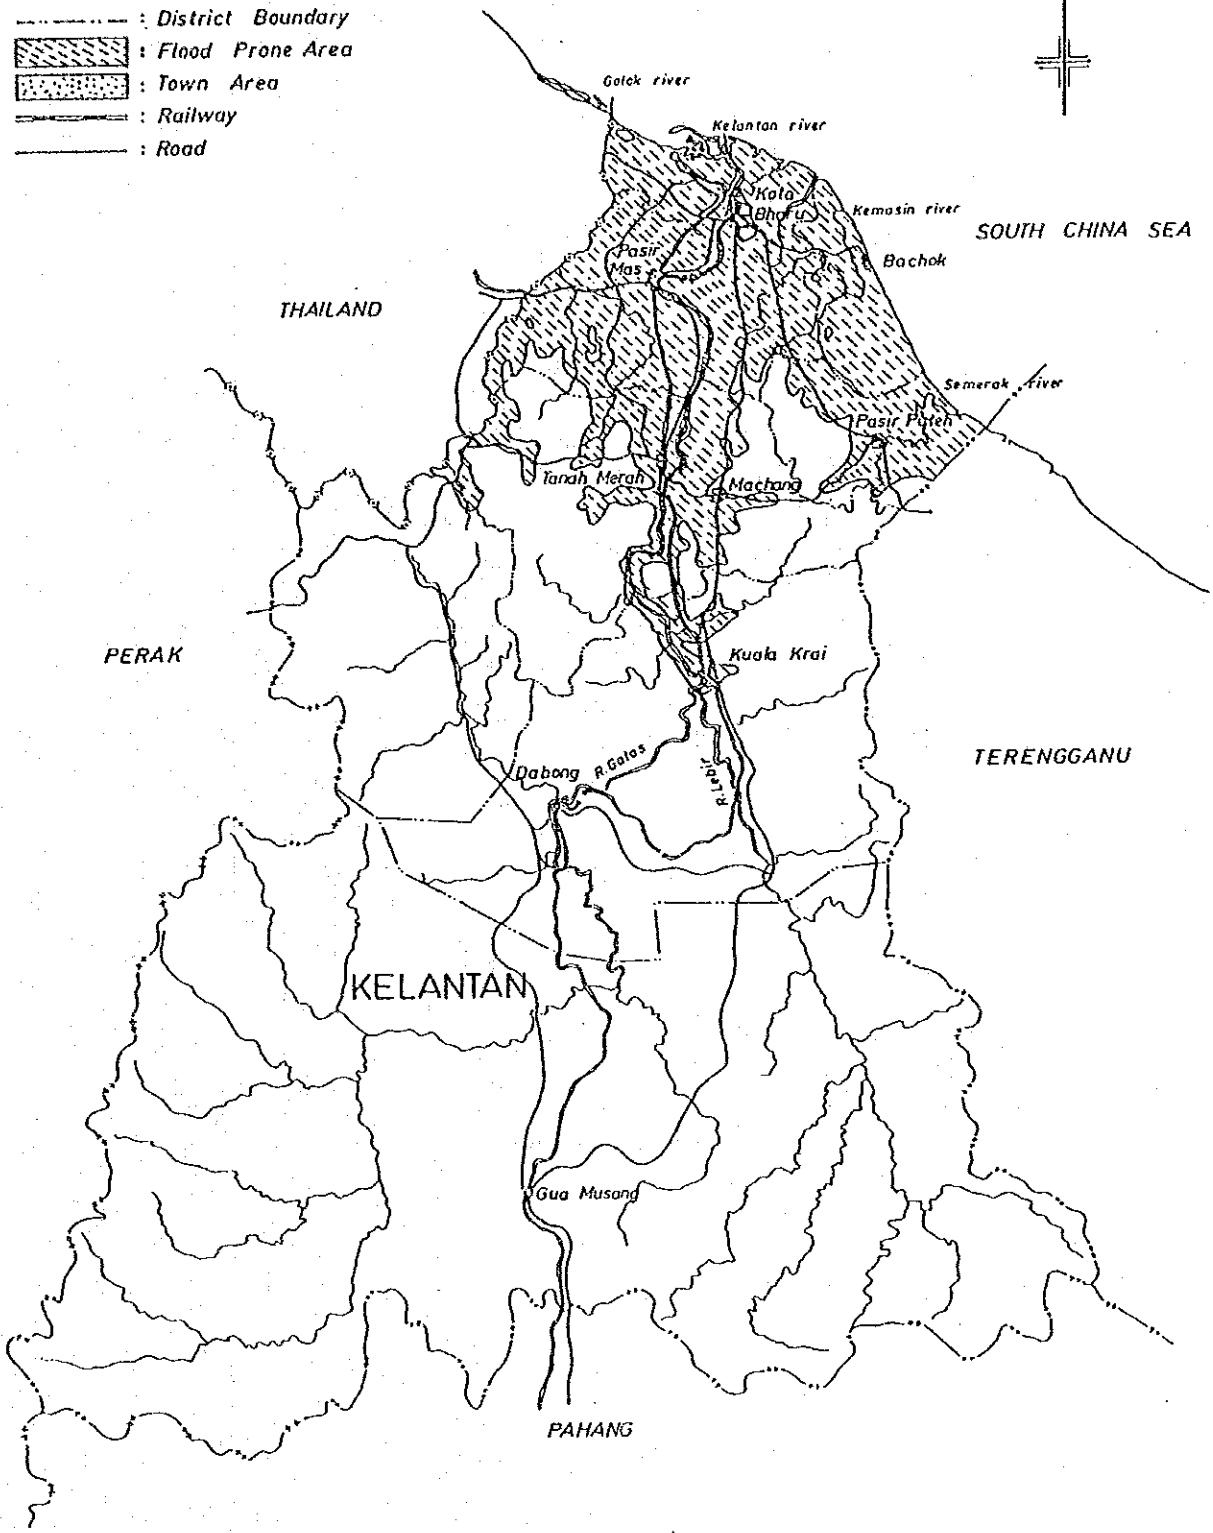 : District Boundary
: Flood Prone Area
: Town Area
: Railway
: Road
Golok river
Kelantan river
Kota
Bharu
Kemasin river
SOUTH CHINA SEA
Pasir
Mas
Bachok
THAILAND
Semerak river
Pasir Puteh
Tanah Merah
Machang
PERAK
Kuala Krai
TERENGGANU
Dabong
R.Galas
R.Lebir
KELANTAN
Gua Musang
PAHANG